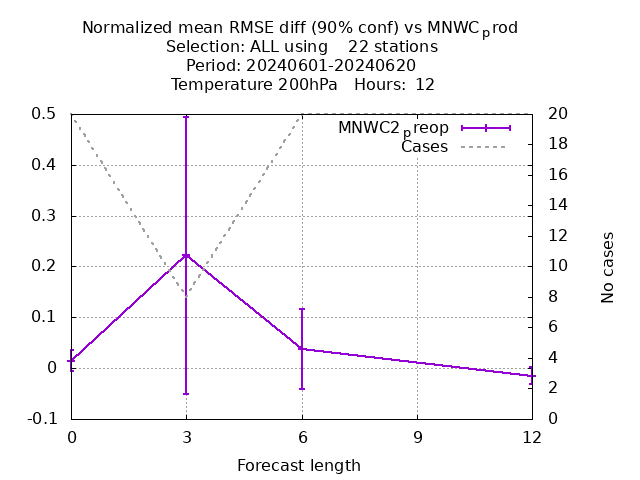 Normalized mean RMSE diff (90% conf) vs MNWCprod
Selection: ALL using 22 stations
Period: 20240601-20240620
Temperature 200hPa Hours: 12
MNWC2preop
Cases
0.5
0.4
0.3
0.2
0.1
0
-0.1
20
18
16
14
12
10
8
6
4
2
0
No cases
0 3 6 9 12
Forecast length